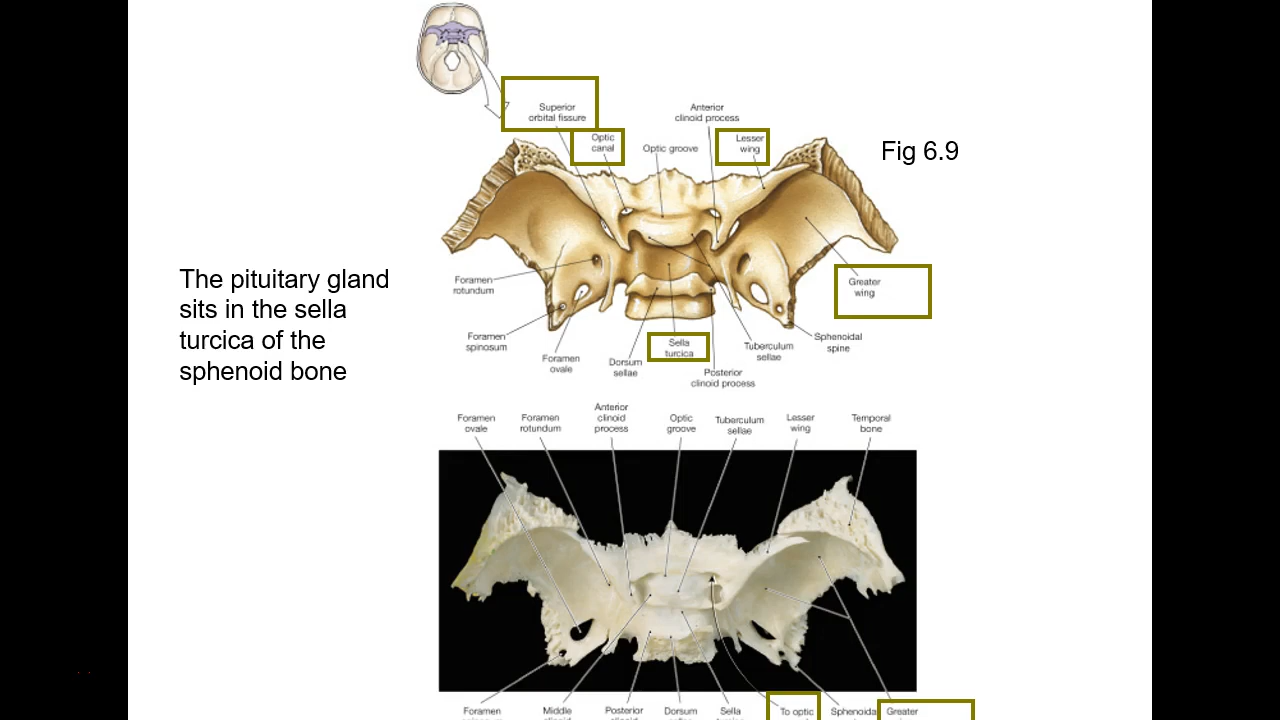 Superior
orbital fissure
Anterior
clinoid process
Optic
canal
Optic groove
Lesser
wing
Fig 6.9
The pituitary gland
sits in the sella
turcica of the
sphenoid bone
Foramen
rotundum
Greater
wing
Foramen
spinosum
Foramen
ovale
Dorsum
sellae
Sella
turcica
Posterior
clinoid process
Tuberculum
sellae
Sphenoidal
spine
Foramen
ovale
Foramen
rotundum
Anterior
clinoid
process
Optic
groove
Tuberculum
sellae
Lesser
wing
Temporal
bone
Foramen
Middle
Posterior
Dorsum
Sella
To optic
Sphenoida
Greater